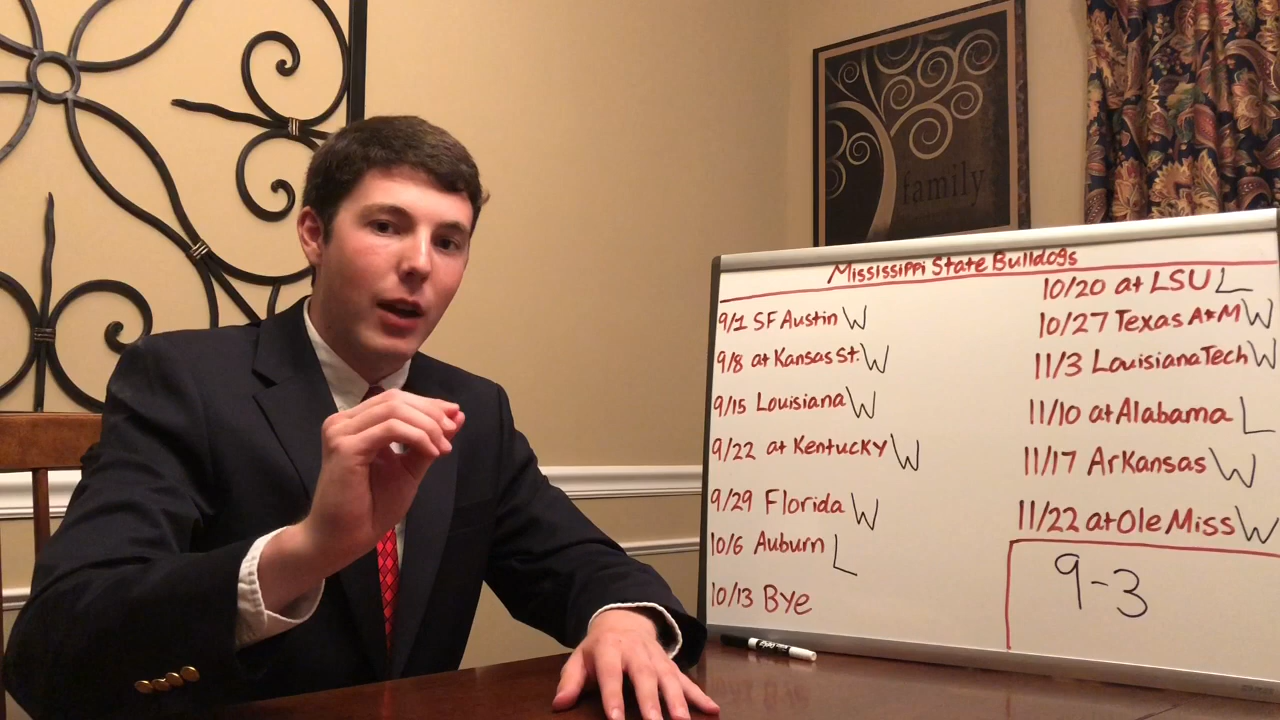 family
Mississippi State Bulldogs
9/1 SF Austin W
9/8 at Kansas St. W
9/15 Louisiana W
9/22 at Kentucky W
9/29 Florida W
10/6 Auburn L
10/13 Bye
10/20 at LSU L
10/27 Texas A+M W
11/3 Louisiana Tech W
11/10 at Alabama L
11/17 Arkansas W
11/22 at Ole Miss W
9-3